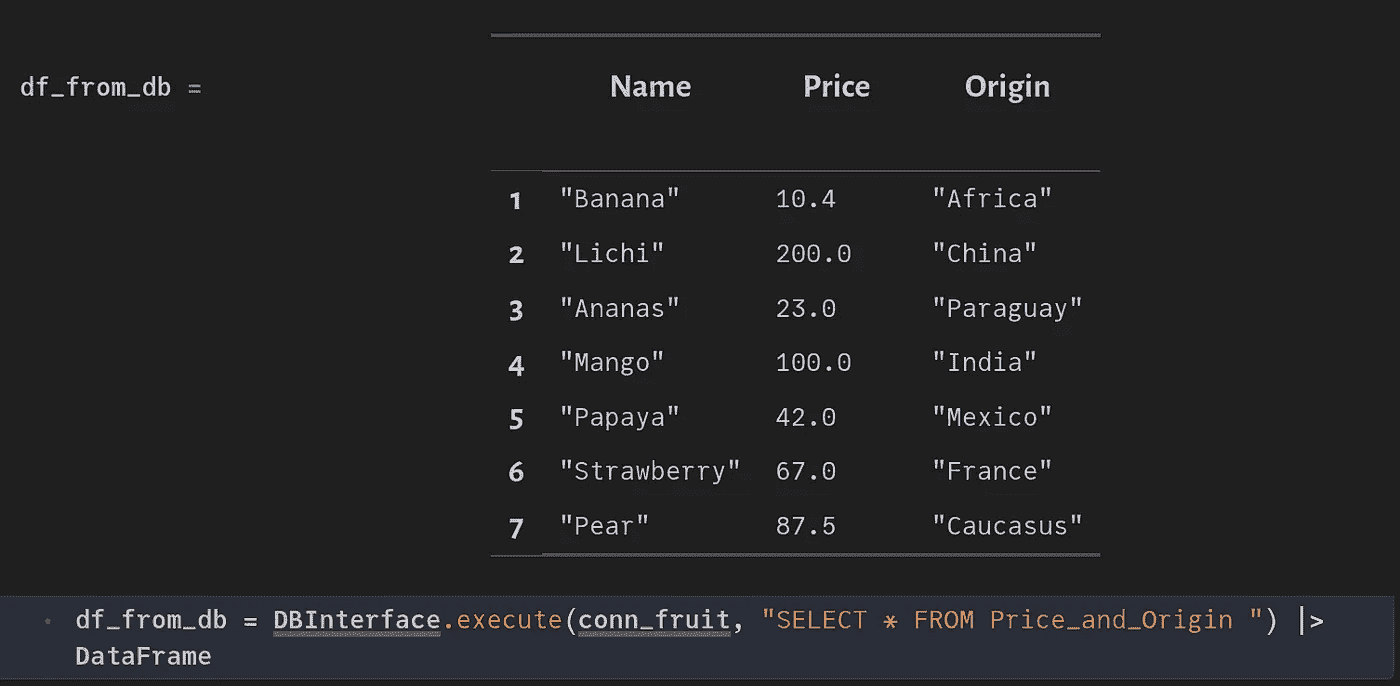 df_from_db =
Name Price Origin
1 "Banana" 10.4 "Africa"
2 "Lichi" 200.0 "China"
3 "Ananas" 23.0 "Paraguay"
4 "Mango" 100.0 "India"
5 "Papaya" 42.0 "Mexico"
6 "Strawberry" 67.0 "France"
7 "Pear" 87.5 "Caucasus"
df_from_db = DBInterface.execute(conn_fruit, "SELECT * FROM Price_and_Origin ") |>
DataFrame